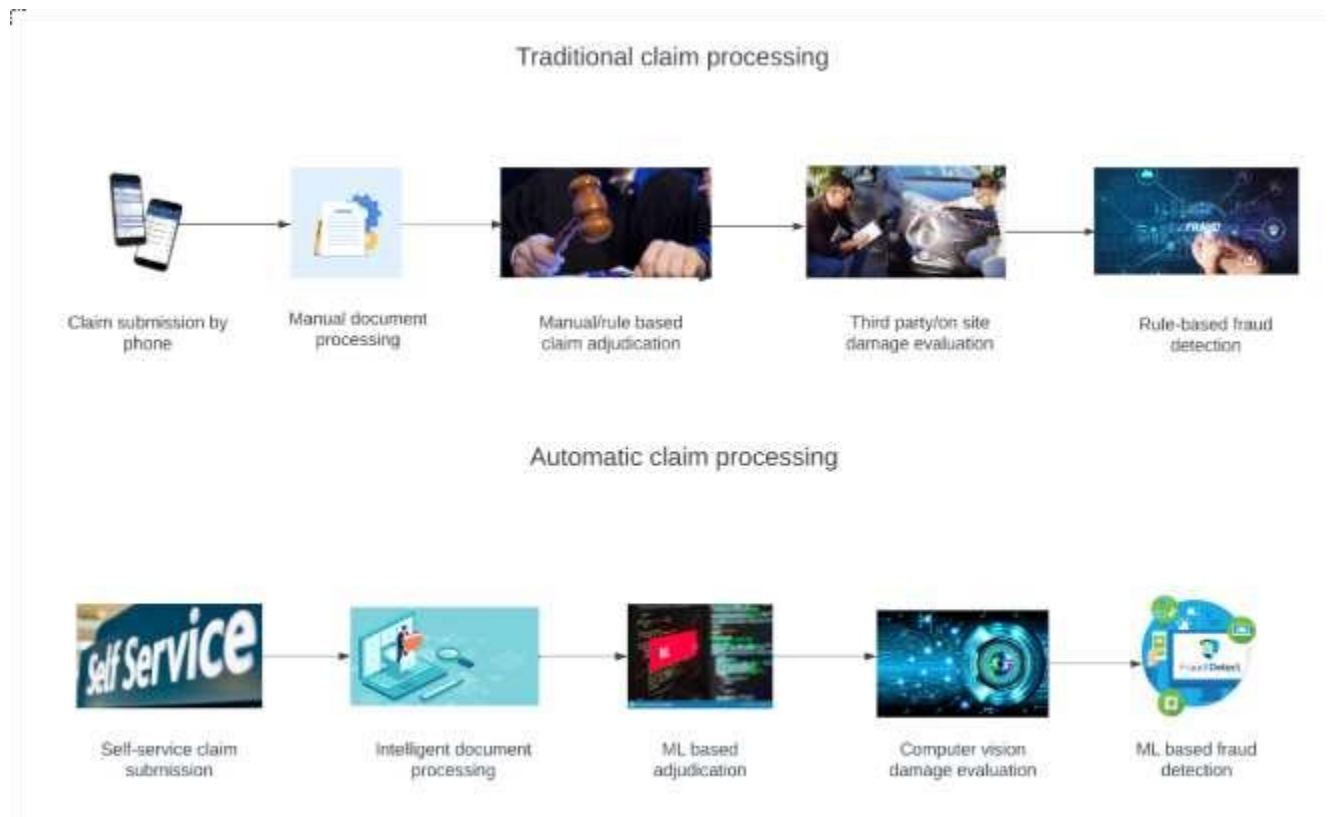 Traditional claim processing
FRAUD
Claim submission by
phone
Manual document
processing
Manual/rule based
claim adjudication
Third party/on site
damage evaluation
Rule-based fraud
detection
Automatic claim processing
Self Service
FraudDetect
Self-service claim
submission
Intelligent document
processing
ML based
adjudication
Computer vision
damage evaluation
ML based fraud
detection